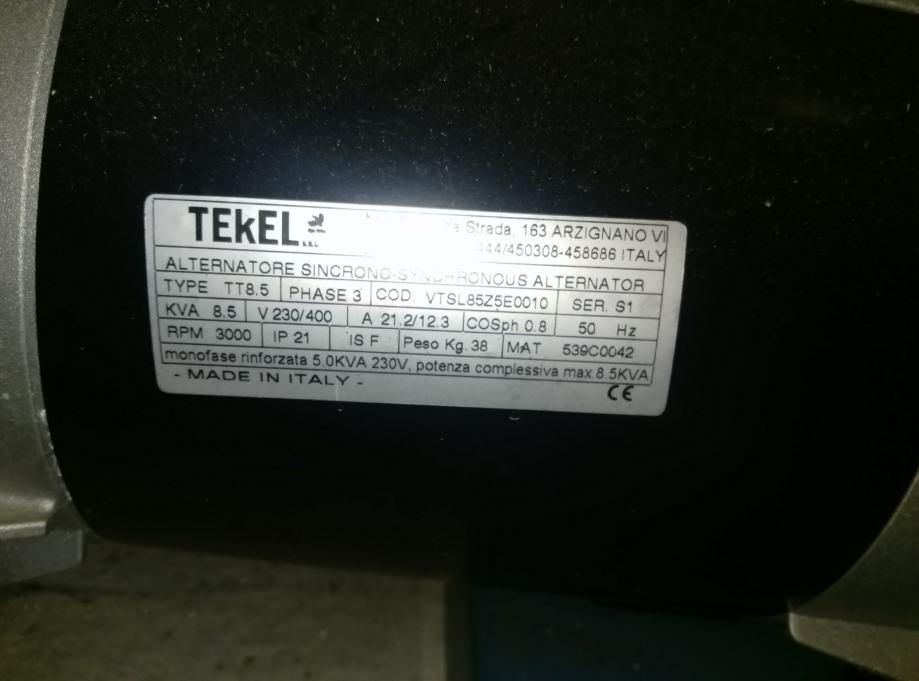 TEKEL
S.R.L.
Strada, 163 ARZIGNANO VI
444/450308-458686 ITALY
ALTERNATORE SINCRONO-SYNCHRONOUS ALTERNATOR
TYPE TT8.5 PHASE 3 COD. VTSL85Z5E0010 SER. S1
KVA 8.5 V 230/400 A 21.2/12.3 COSph 0.8 50 Hz
RPM 3000 IP 21 IS F Peso Kg. 38 MAT 539C0042
monofase rinforzata 5.0KVA 230V, potenza complessiva max.8.5KVA
- MADE IN ITALY - CE